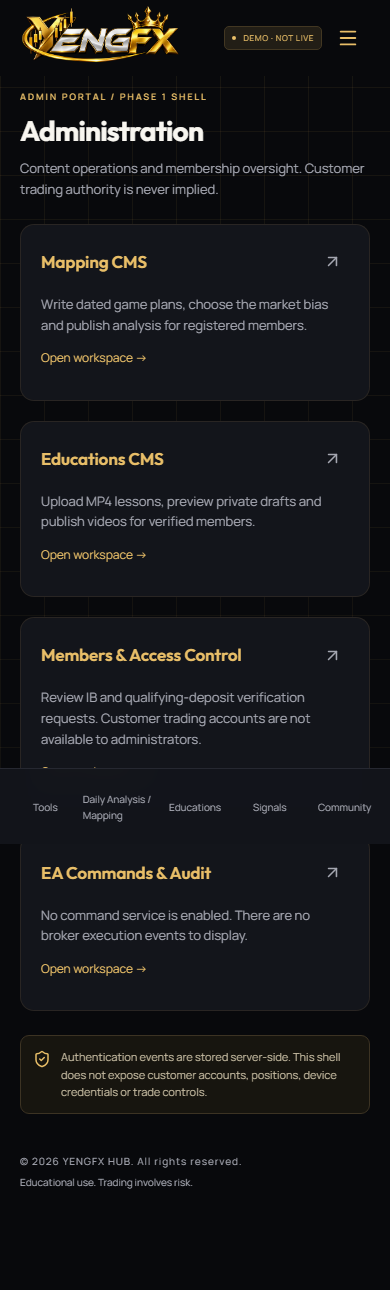 YENGFX
DEMO · NOT LIVE
ADMIN PORTAL / PHASE 1 SHELL
Administration
Content operations and membership oversight. Customer
trading authority is never implied.
Mapping CMS
Write dated game plans, choose the market bias
and publish analysis for registered members.
Open workspace →
Educations CMS
Upload MP4 lessons, preview private drafts and
publish videos for verified members.
Open workspace →
Members & Access Control
Review IB and qualifying-deposit verification
requests. Customer trading accounts are not
available to administrators.
Tools
Daily Analysis /
Mapping
Educations
Signals
Community
EA Commands & Audit
No command service is enabled. There are no
broker execution events to display.
Open workspace →
Authentication events are stored server-side. This shell
does not expose customer accounts, positions, device
credentials or trade controls.
© 2026 YENGFX HUB. All rights reserved.
Educational use. Trading involves risk.